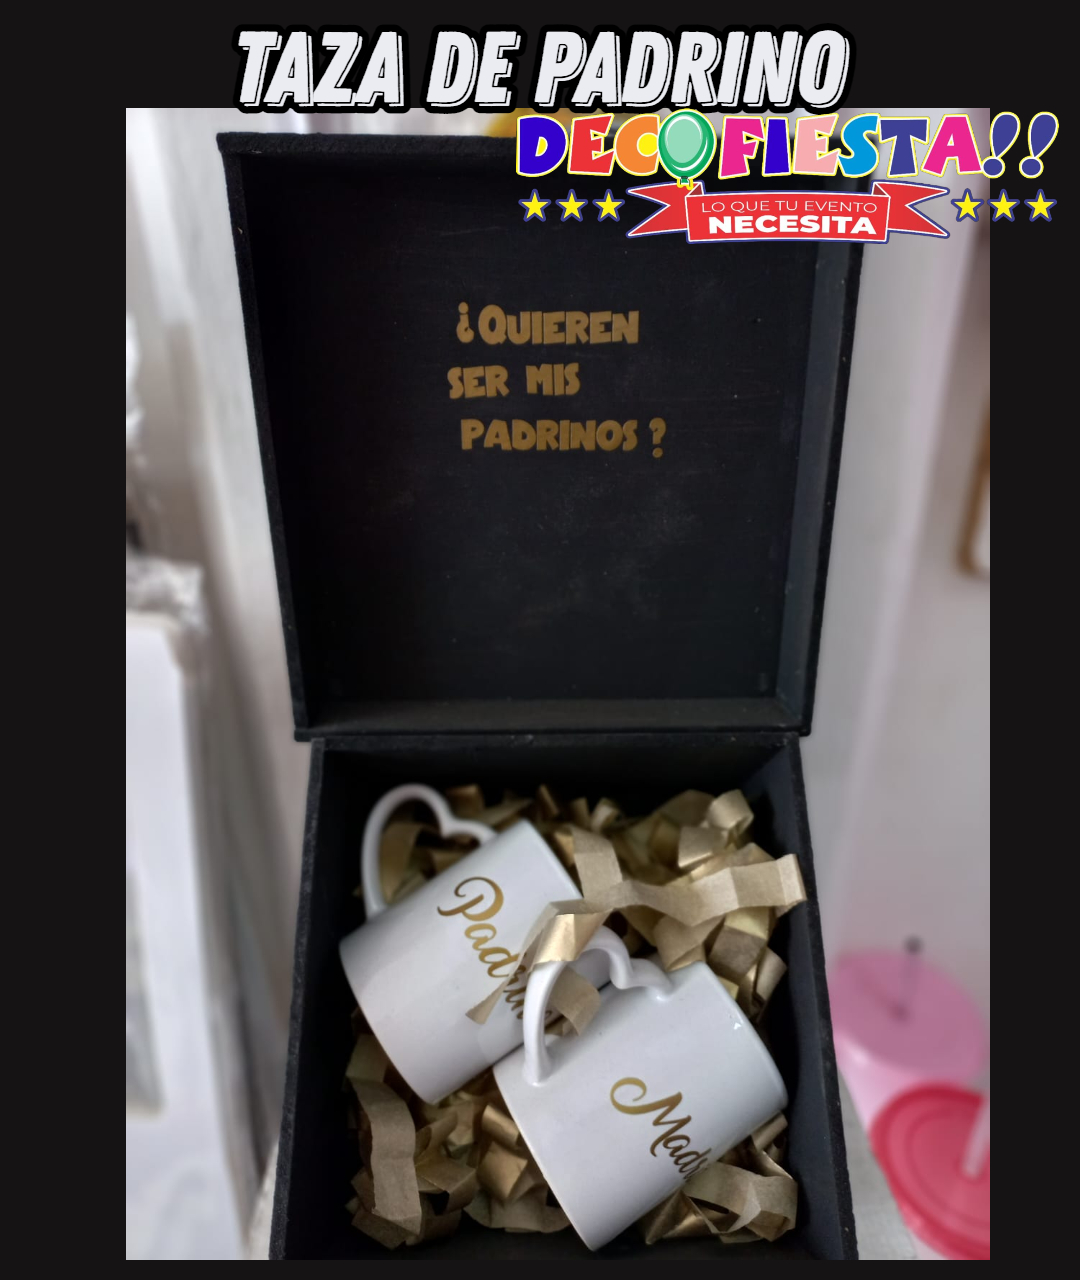 TAZA DE PADRINO
DECOFIESTA!!
LO QUE TU EVENTO
NECESITA
¿QUIEREN
SER MIS
PADRINOS?